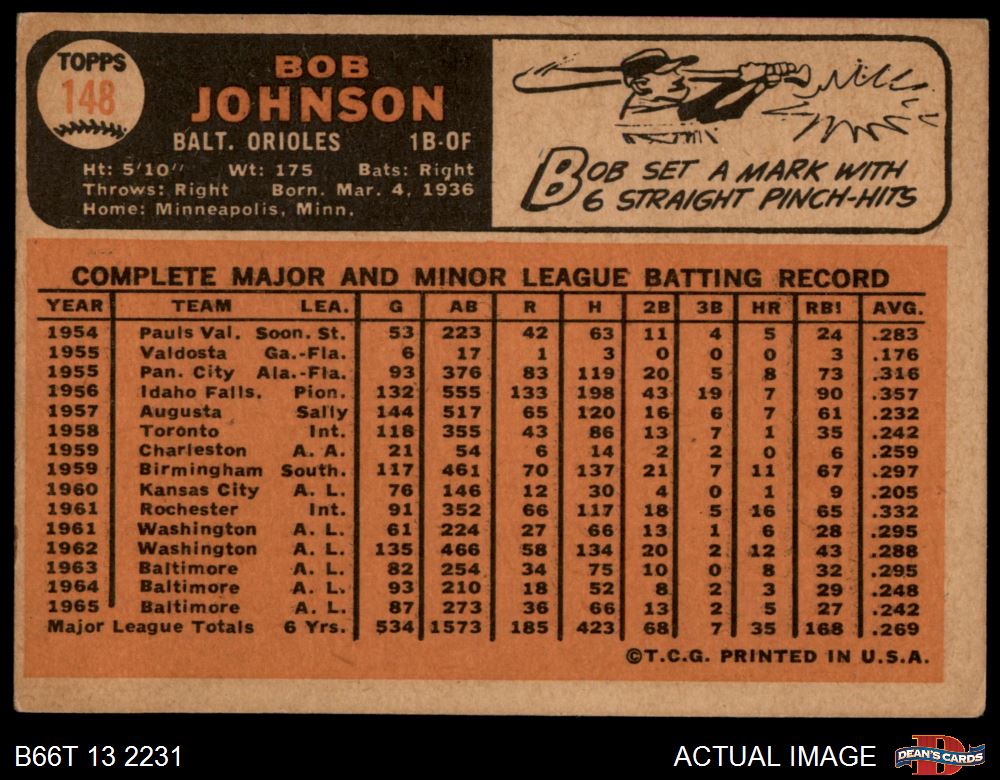 TOPPS
148
BOB
JOHNSON
BALT. ORIOLES 1B-OF
Ht: 5'10" Wt: 175 Bats: Right
Throws: Right Born. Mar. 4, 1936
Home: Minneapolis, Minn.
BOB SET A MARK WITH
6 STRAIGHT PINCH-HITS
COMPLETE MAJOR AND MINOR LEAGUE BATTING RECORD
YEAR TEAM LEA. G AB R H 2B 3B HR RBI AVG.
1954 Pauls Val. Soon. St. 53 223 42 63 11 4 5 24 .283
1955 Valdosta Ga.-Fla. 6 17 1 3 0 0 0 3 .176
1955 Pan. City Ala.-Fla. 93 376 83 119 20 5 8 73 .316
1956 Idaho Falls. Pion. 132 555 133 198 43 19 7 90 .357
1957 Augusta Sally 144 517 65 120 16 6 7 61 .232
1958 Toronto Int. 118 355 43 86 13 7 1 35 .242
1959 Charleston A. A. 21 54 6 14 2 2 0 6 .259
1959 Birmingham South. 117 461 70 137 21 7 11 67 .297
1960 Kansas City A. L. 76 146 12 30 4 0 1 9 .205
1961 Rochester Int. 91 352 66 117 18 5 16 65 .332
1961 Washington A. L. 61 224 27 66 13 1 6 28 .295
1962 Washington A. L. 135 466 58 134 20 2 12 43 .288
1963 Baltimore A. L. 82 254 34 75 10 0 8 32 .295
1964 Baltimore A. L. 93 210 18 52 8 2 3 29 .248
1965 Baltimore A. L. 87 273 36 66 13 2 5 27 .242
Major League Totals 6 Yrs. 534 1573 185 423 68 7 35 168 .269
©T.C.G. PRINTED IN U.S.A.
B66T 13 2231 ACTUAL IMAGE DEAN'S CARDS